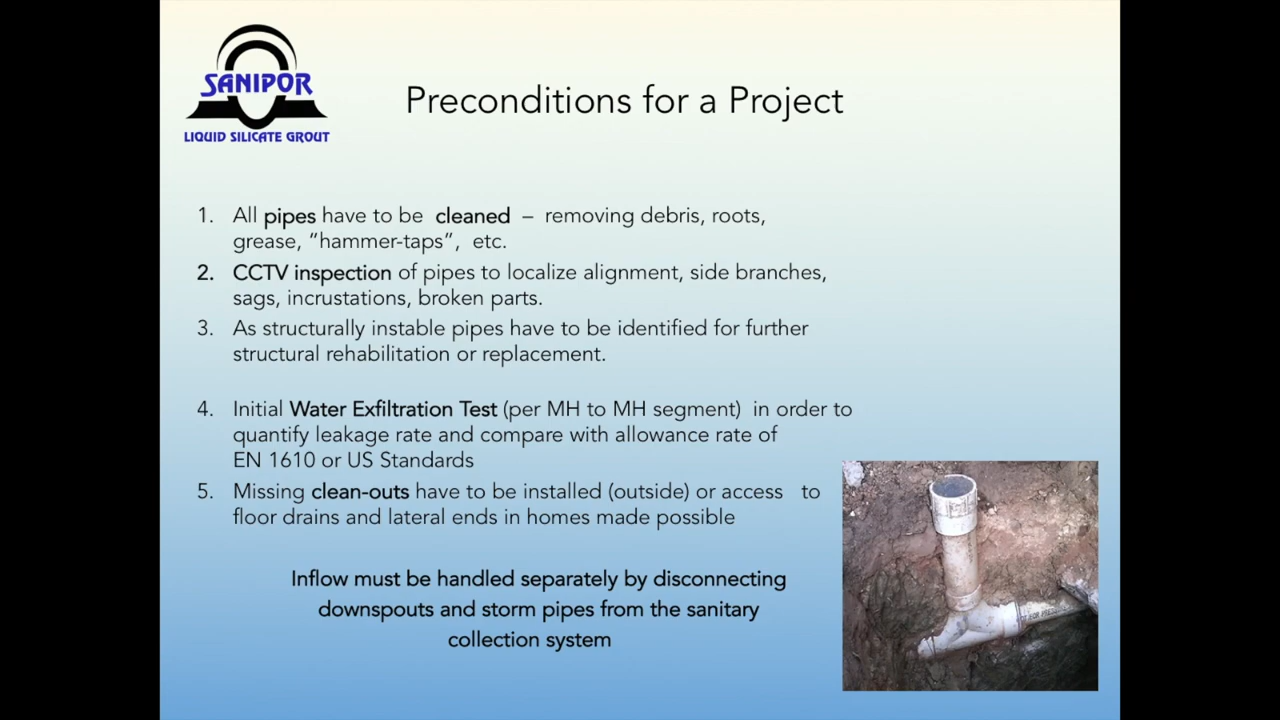 SANIPOR
LIQUID SILICATE GROUT
Preconditions for a Project
1. All pipes have to be cleaned – removing debris, roots,
grease, “hammer-taps”, etc.
2. CCTV inspection of pipes to localize alignment, side branches,
sags, incrustations, broken parts.
3. As structurally instable pipes have to be identified for further
structural rehabilitation or replacement.
4. Initial Water Exfiltration Test (per MH to MH segment) in order to
quantify leakage rate and compare with allowance rate of
EN 1610 or US Standards
5. Missing clean-outs have to be installed (outside) or access to
floor drains and lateral ends in homes made possible
Inflow must be handled separately by disconnecting
downspouts and storm pipes from the sanitary
collection system